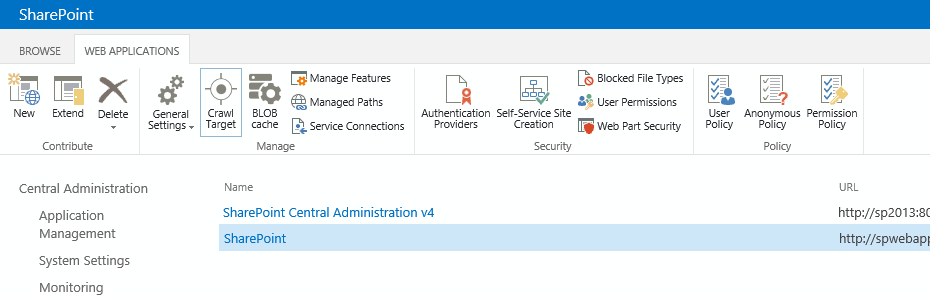 SharePoint
BROWSE WEB APPLICATIONS
New Extend Delete
General Settings
Crawl Target
BLOB cache
Manage Features
Managed Paths
Service Connections
Authentication Providers
Self-Service Site Creation
Blocked File Types
User Permissions
Web Part Security
User Policy
Anonymous Policy
Permission Policy
Contribute Manage Security Policy
Central Administration
Application
Management
System Settings
Monitoring
Name URL
SharePoint Central Administration v4 http://sp2013:80
SharePoint http://spwebapp